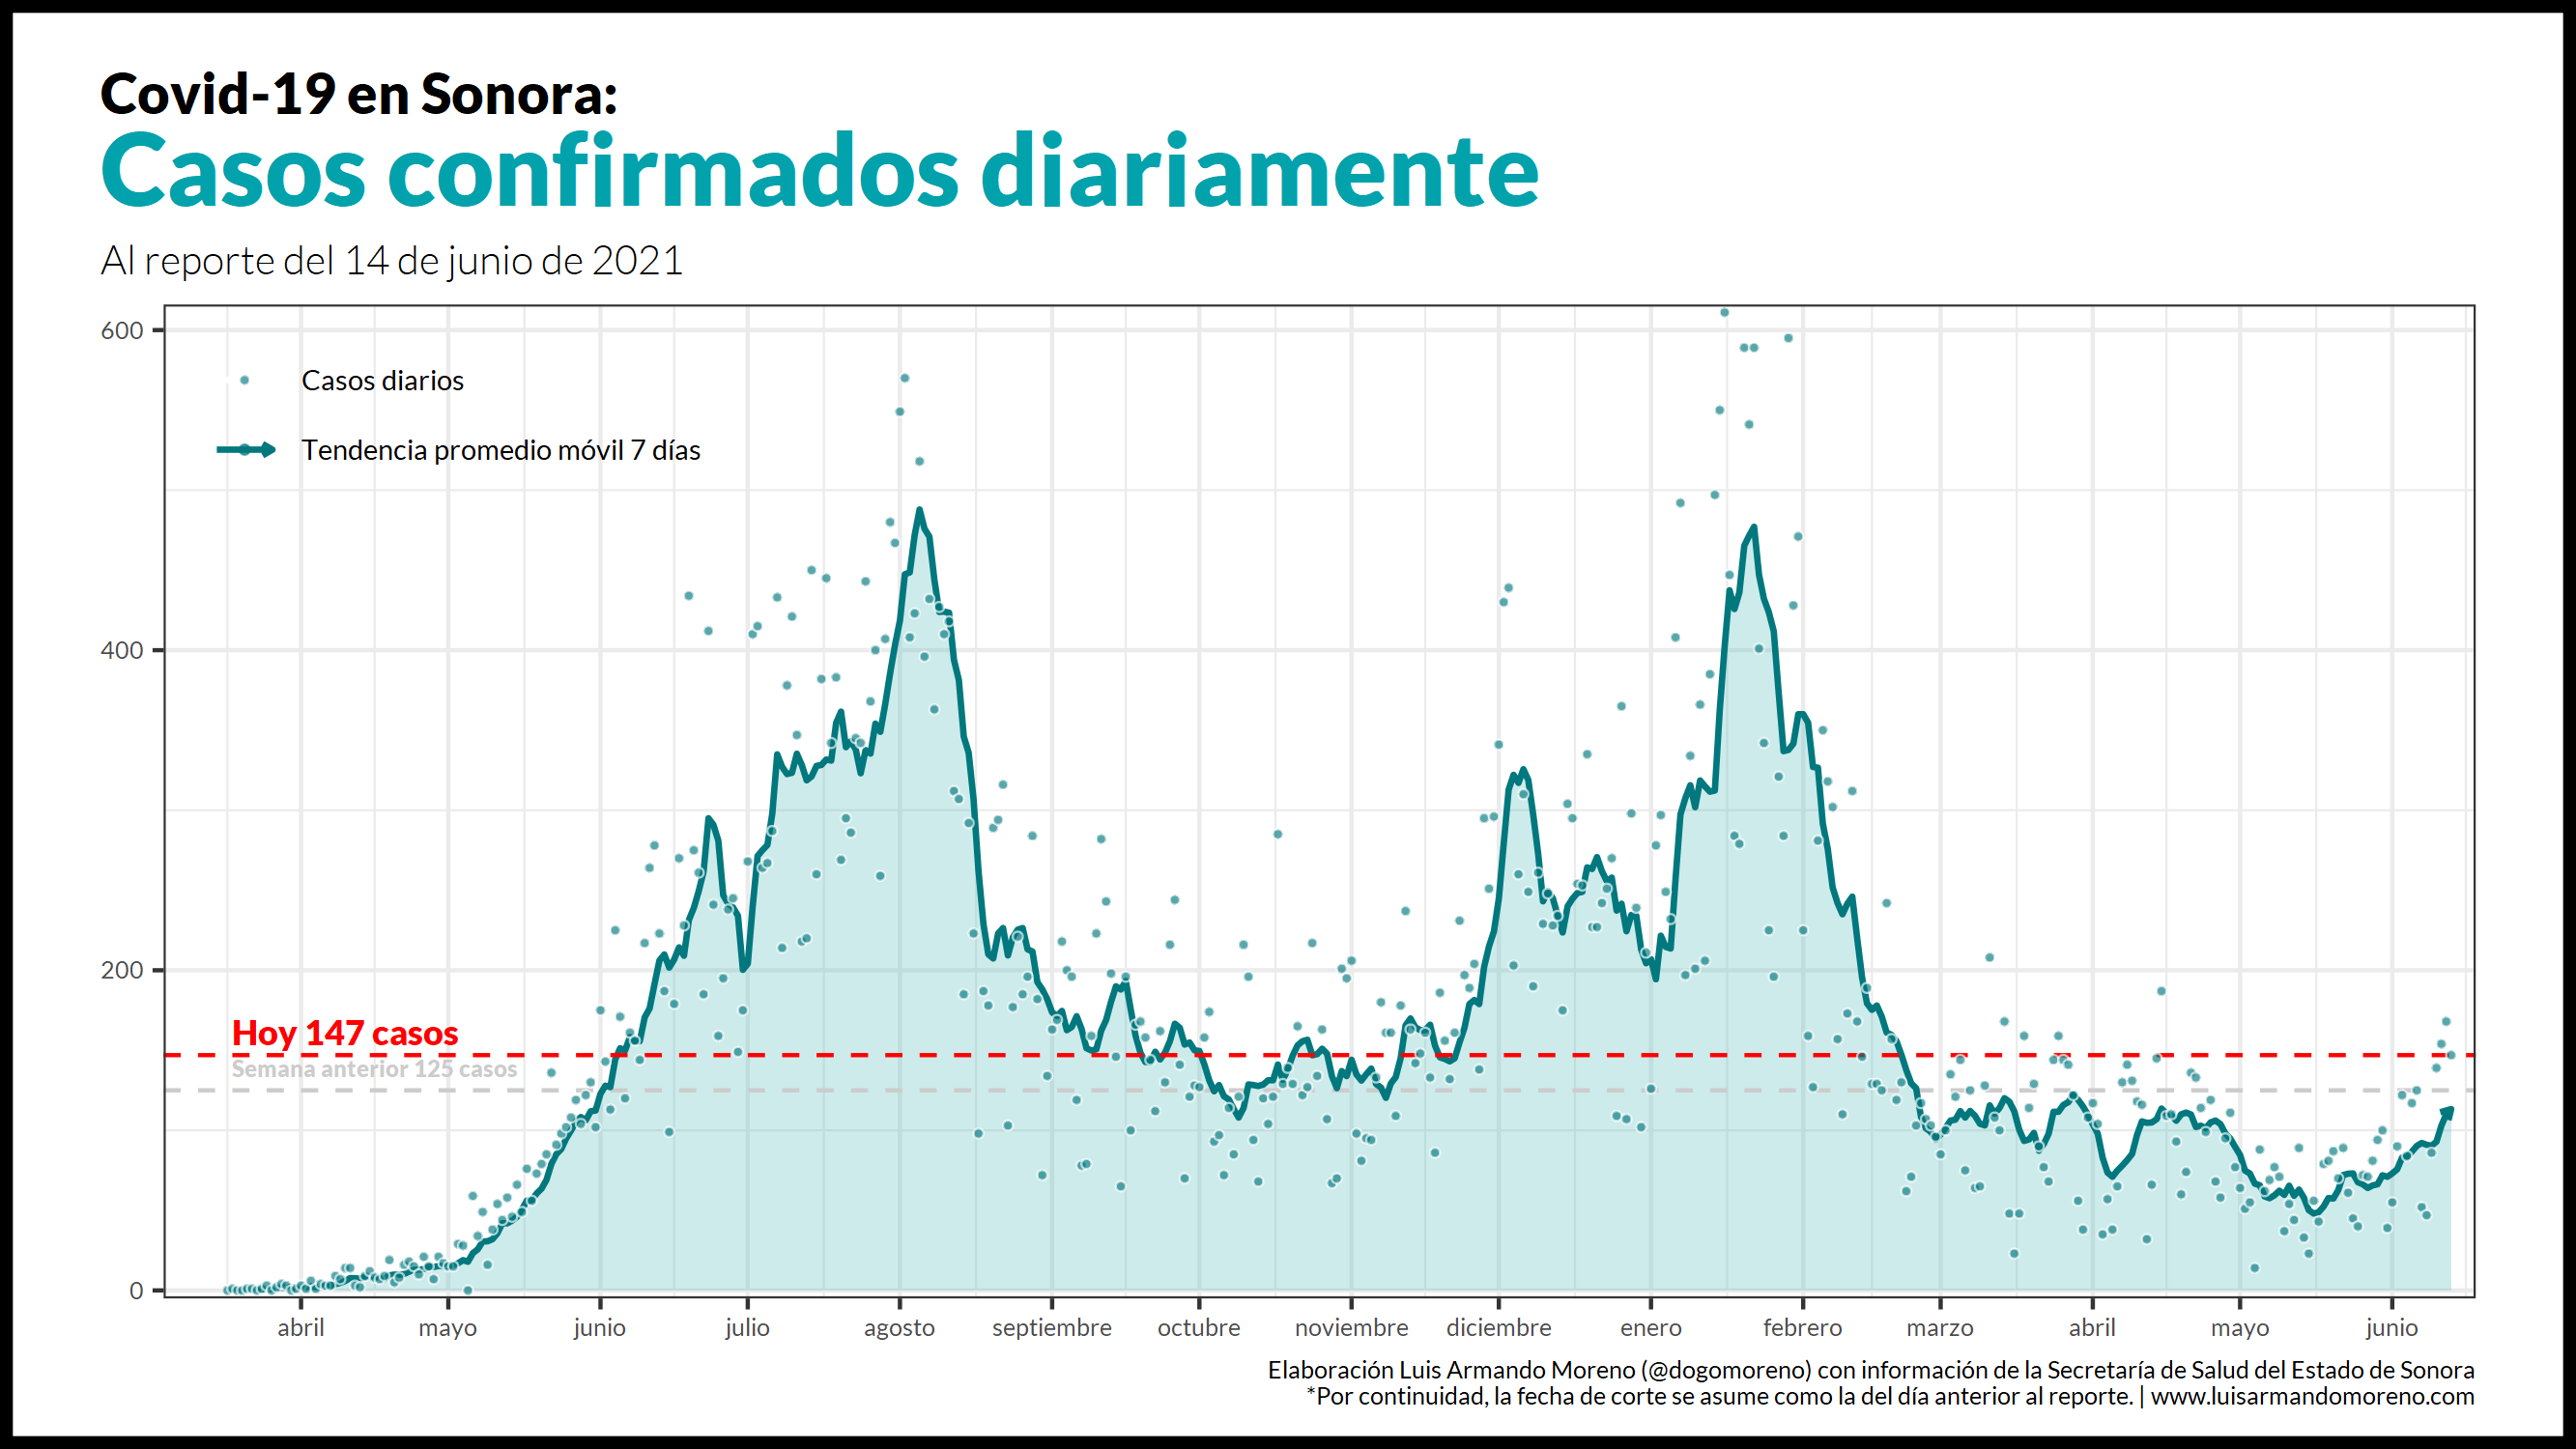 Covid-19 en Sonora:
Casos confirmados diariamente
Al reporte del 14 de junio de 2021
600
Casos diarios
Tendencia promedio móvil 7 días
400
200
Hoy 147 casos
Semana anterior 125 casos
0
abril mayo junio julio agosto septiembre octubre noviembre diciembre enero febrero marzo abril mayo junio
Elaboración Luis Armando Moreno (@dogomoreno) con información de la Secretaría de Salud del Estado de Sonora
*Por continuidad, la fecha de corte se asume como la del día anterior al reporte. | www.luisarmandomoreno.com